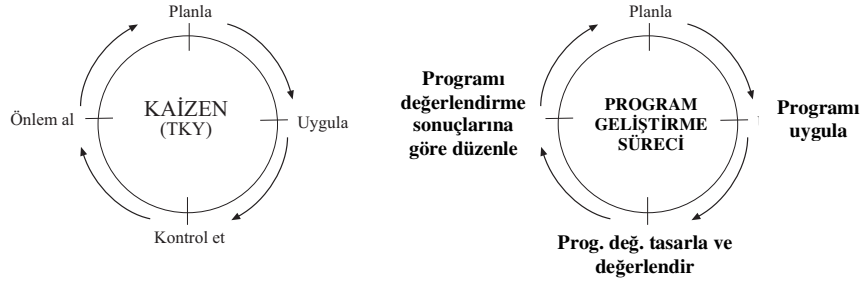 Planla
KAİZEN
(TKY)
Önlem al
Uygula
Kontrol et
Planla
Programı
değerlendirme
sonuçlarına
göre düzenle
PROGRAM
GELİŞTİRME
SÜRECİ
Programı
uygula
Prog. değ. tasarla ve
değerlendir